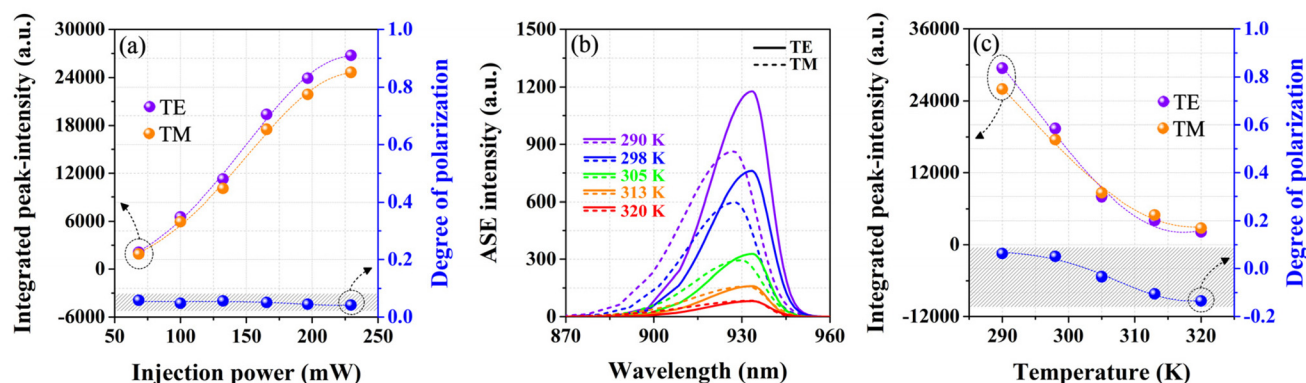 (a)
Integrated peak-intensity (a.u.)
30000
24000
18000
12000
6000
0
-6000
TE
TM
1.0
0.8
0.6
0.4
0.2
0.0
Degree of polarization
50
100
150
200
250
Injection power (mW)
(b)
ASE intensity (a.u.)
1500
1200
900
600
300
0
TE
TM
290 K
298 K
305 K
313 K
320 K
870
900
930
960
Wavelength (nm)
(c)
Integrated peak-intensity (a.u.)
36000
24000
12000
0
-12000
TE
TM
1.0
0.8
0.6
0.4
0.2
0.0
-0.2
Degree of polarization
290
300
310
320
Temperature (K)